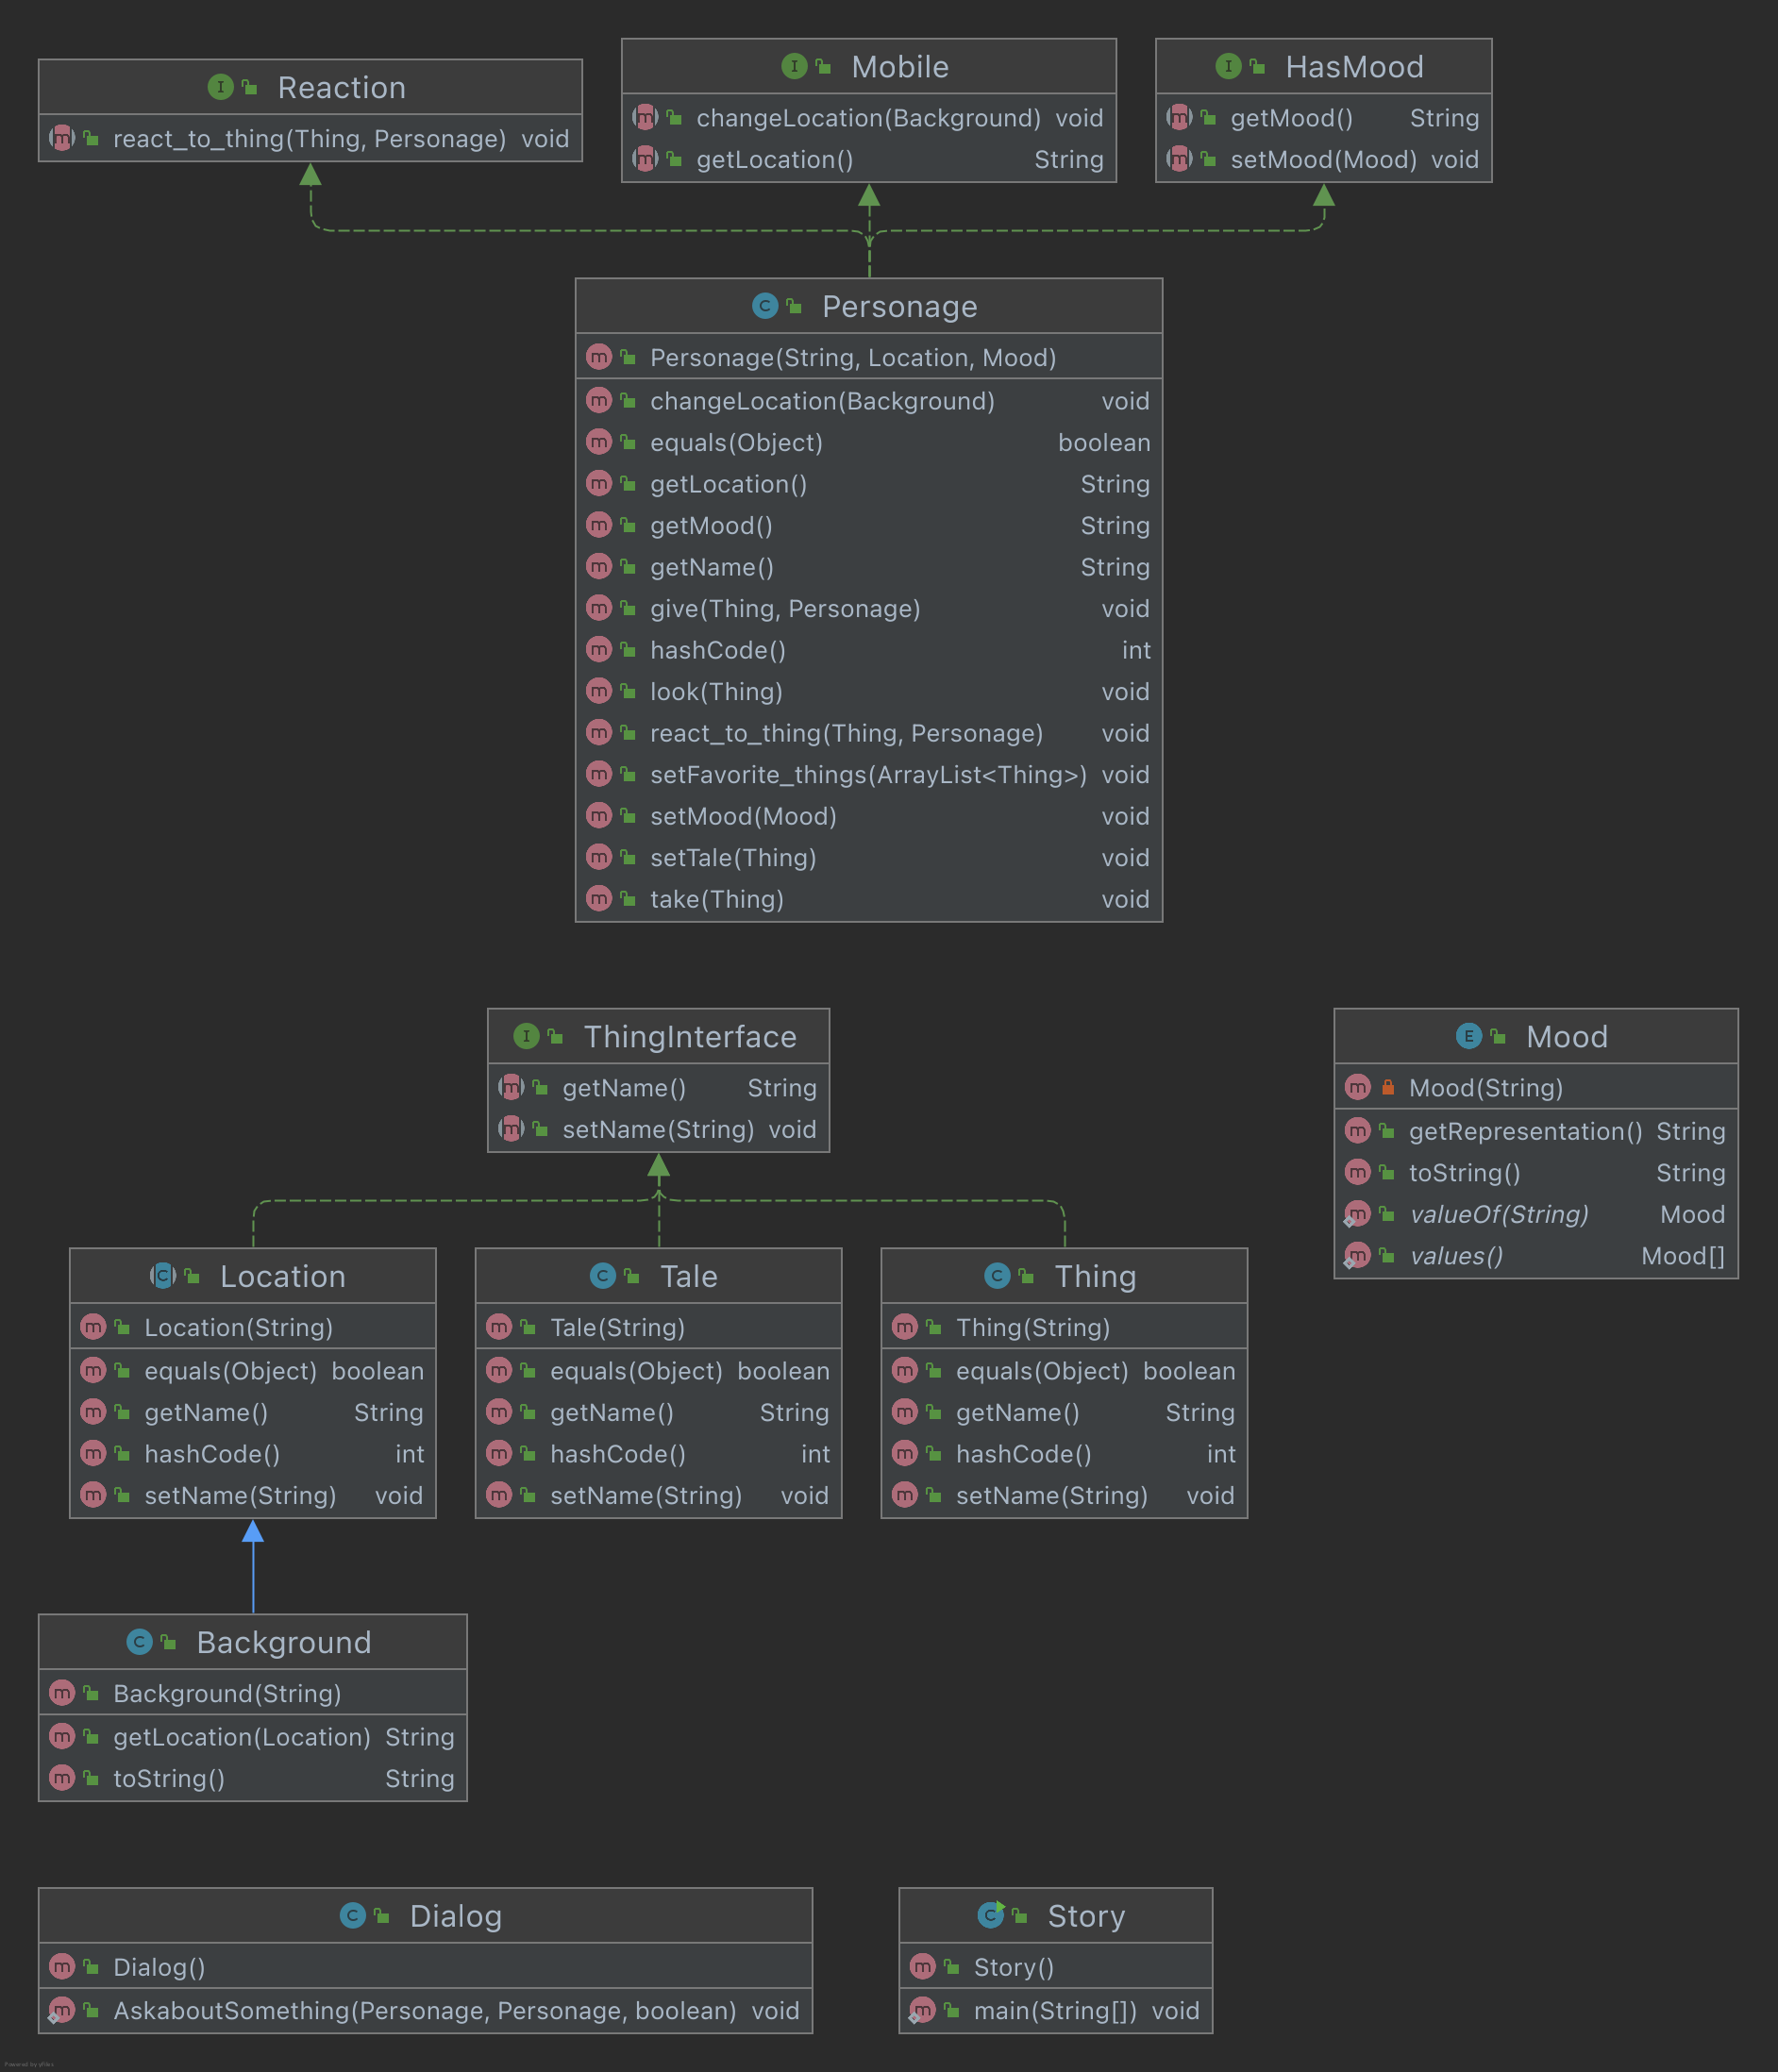 Reaction
react_to_thing(Thing, Personage) void
Mobile
changeLocation(Background) void
getLocation() String
HasMood
getMood() String
setMood(Mood) void
Personage
Personage(String, Location, Mood)
changeLocation(Background) void
equals(Object) boolean
getLocation() String
getMood() String
getName() String
give(Thing, Personage) void
hashCode() int
look(Thing) void
react_to_thing(Thing, Personage) void
setFavorite_things(ArrayList<Thing>) void
setMood(Mood) void
setTale(Thing) void
take(Thing) void
ThingInterface
getName() String
setName(String) void
Mood
Mood(String)
getRepresentation() String
toString() String
valueOf(String) Mood
values() Mood[]
Location
Location(String)
equals(Object) boolean
getName() String
hashCode() int
setName(String) void
Tale
Tale(String)
equals(Object) boolean
getName() String
hashCode() int
setName(String) void
Thing
Thing(String)
equals(Object) boolean
getName() String
hashCode() int
setName(String) void
Background
Background(String)
getLocation(Location) String
toString() String
Dialog
Dialog()
AskaboutSomething(Personage, Personage, boolean) void
Story
Story()
main(String[]) void
Powered by yFiles